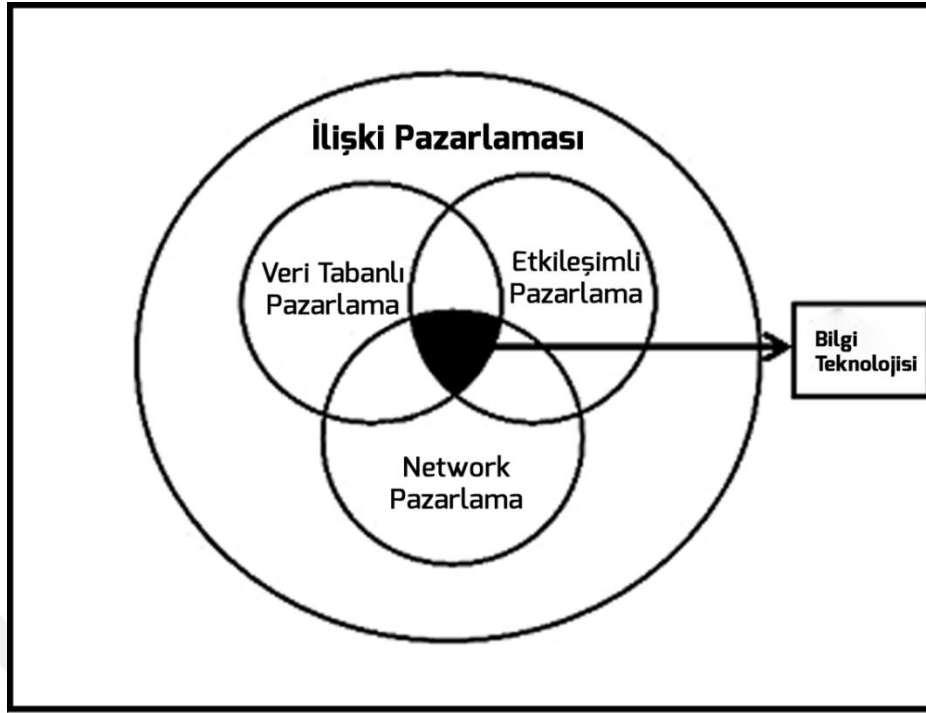 İlişki Pazarlaması
Veri Tabanlı
Pazarlama
Etkileşimli
Pazarlama
Network
Pazarlama
Bilgi
Teknolojisi